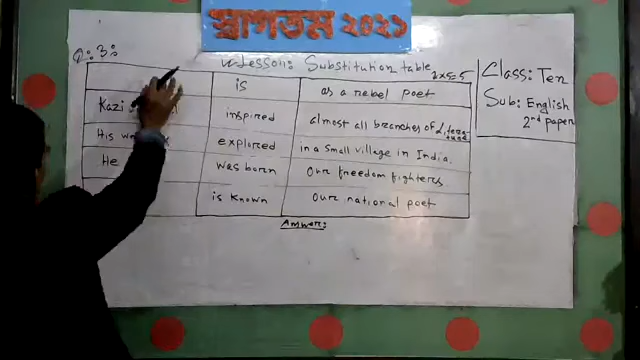 স্বাগতম ২০২১
Q: 3:
Lesson: Substitution table
1x5=5
Class: Ten
Sub: English
2nd paper
is
as a rebel poet
Kazi
inspired
almost all branches of Literature
His
explored
in a small village in India.
He
was born
Our freedom fighters
is known
Our national poet
Answer: